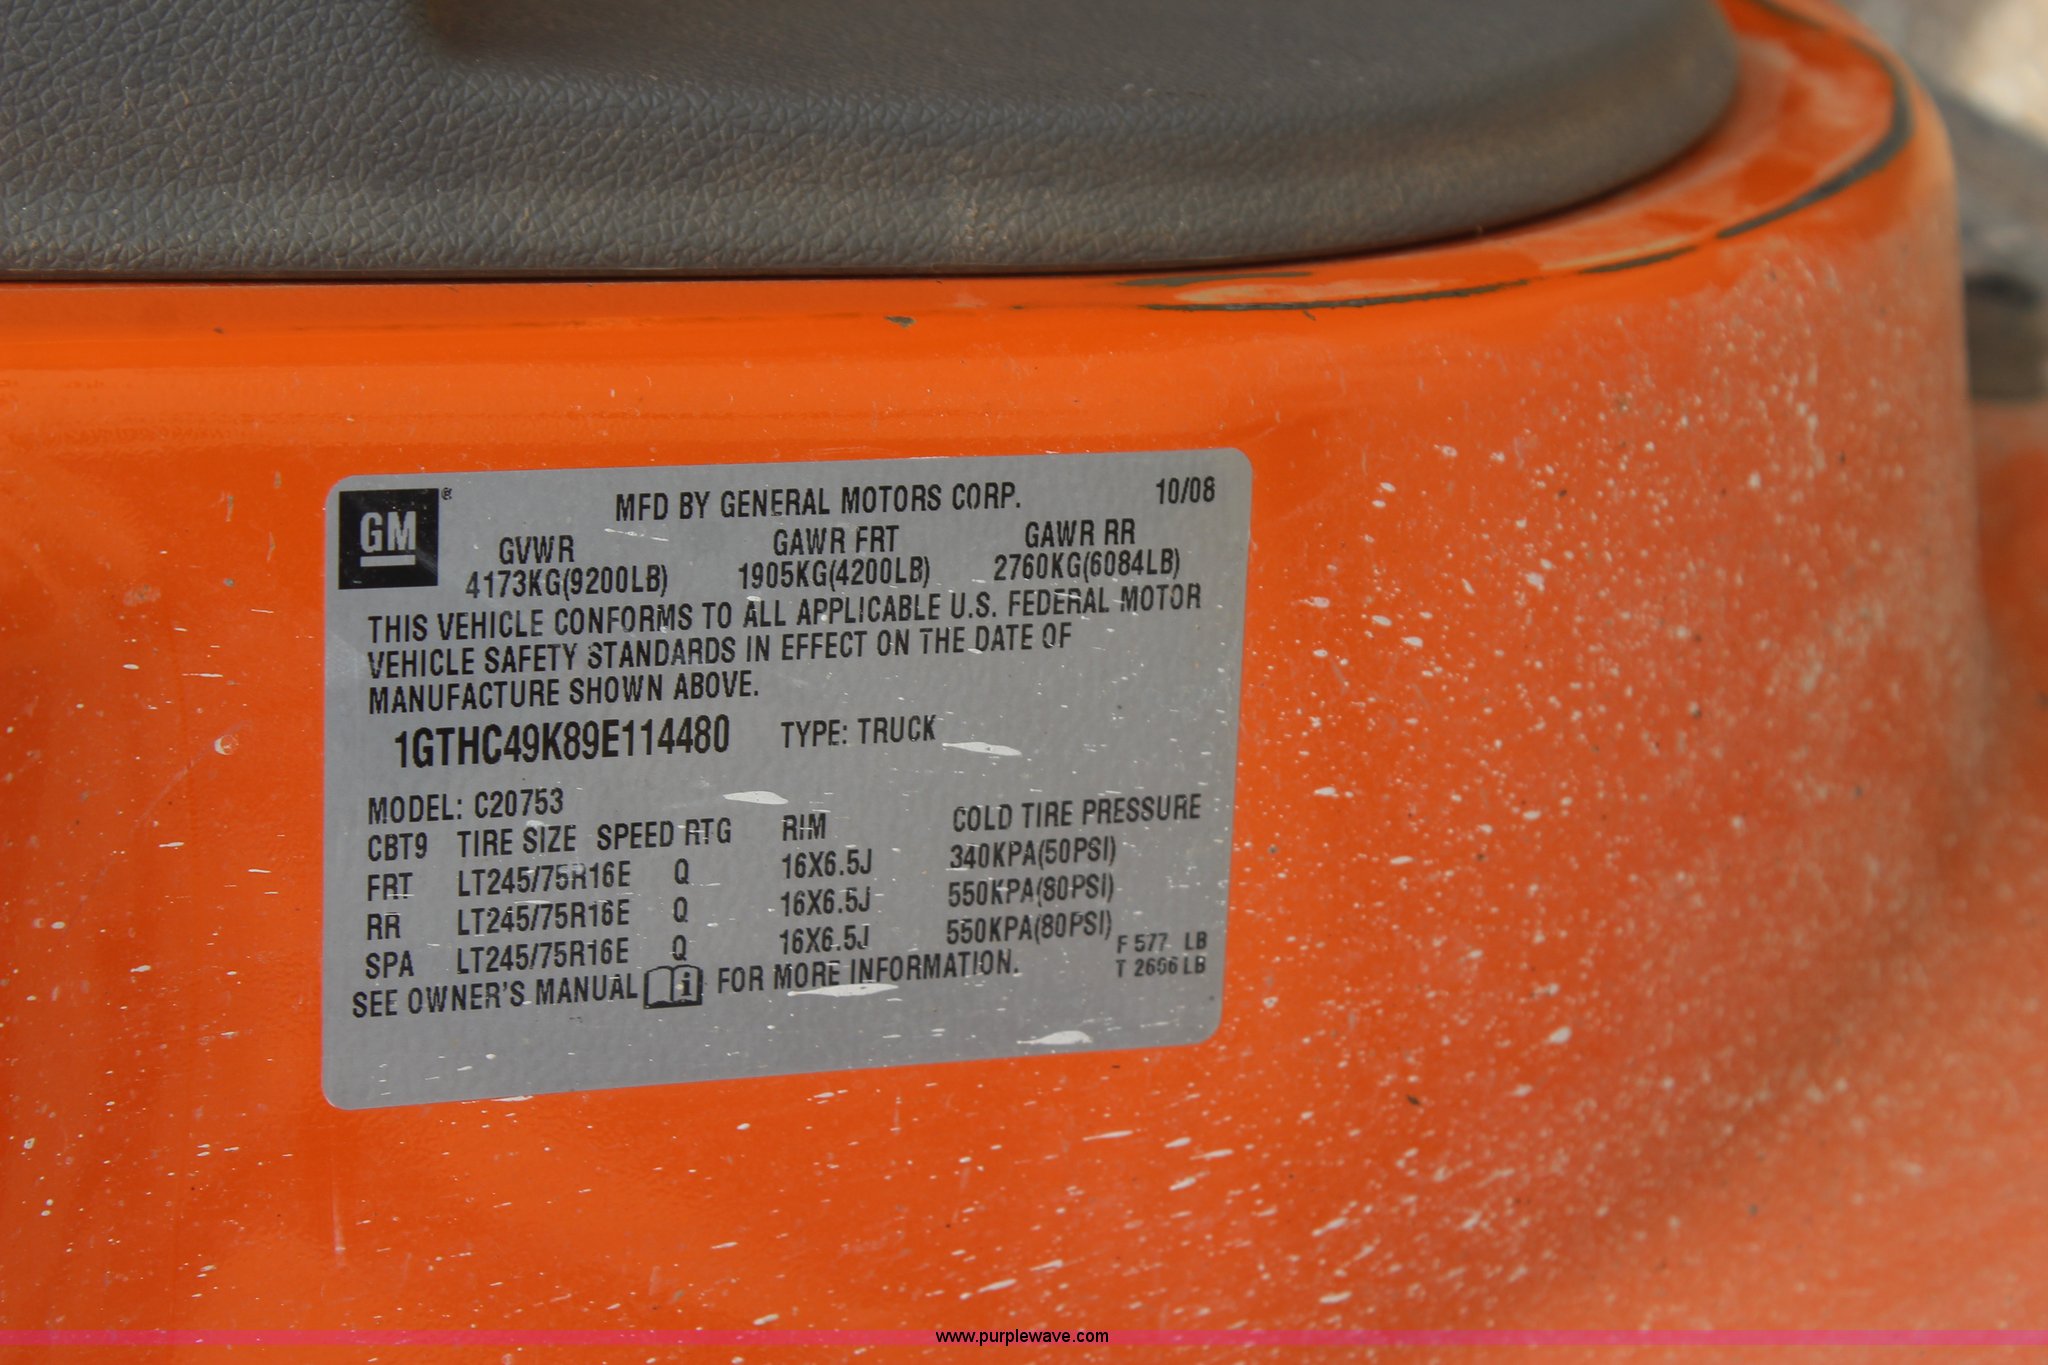 GM ®
MFD BY GENERAL MOTORS CORP. 10/08
GVWR GAWR FRT GAWR RR
4173KG(9200LB) 1905KG(4200LB) 2760KG(6084LB)
THIS VEHICLE CONFORMS TO ALL APPLICABLE U.S. FEDERAL MOTOR
VEHICLE SAFETY STANDARDS IN EFFECT ON THE DATE OF
MANUFACTURE SHOWN ABOVE.
1GTHC49K89E114480 TYPE: TRUCK
MODEL: C20753
CBT9 TIRE SIZE SPEED RTG RIM COLD TIRE PRESSURE
FRT LT245/75R16E Q 16X6.5J 340KPA(50PSI)
RR LT245/75R16E Q 16X6.5J 550KPA(80PSI)
SPA LT245/75R16E Q 16X6.5J 550KPA(80PSI)
F 577 LB
T LB
SEE OWNER'S MANUAL i FOR MORE INFORMATION.
www.purplewave.com